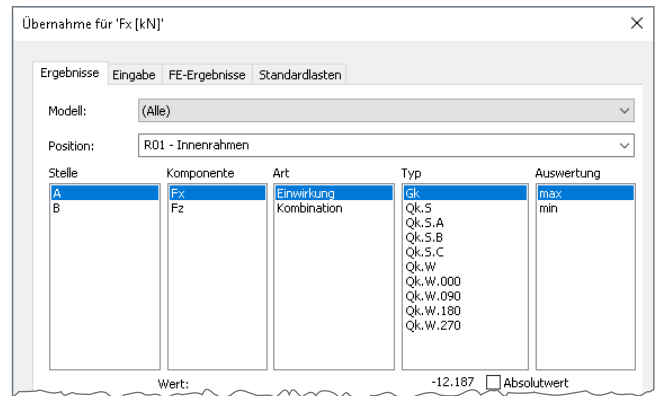 Übernahme für 'Fx [kN]'
Ergebnisse Eingabe FE-Ergebnisse Standardlasten
Modell: (Alle)
Position: R01 - Innenrahmen
Stelle Komponente Art Typ Auswertung
A Fx Einwirkung Gk max
B Fz Kombination Qk.S min
Qk.S.A
Qk.S.B
Qk.S.C
Qk.W
Qk.W.000
Qk.W.090
Qk.W.180
Qk.W.270
Wert: -12.187 Absolutwert